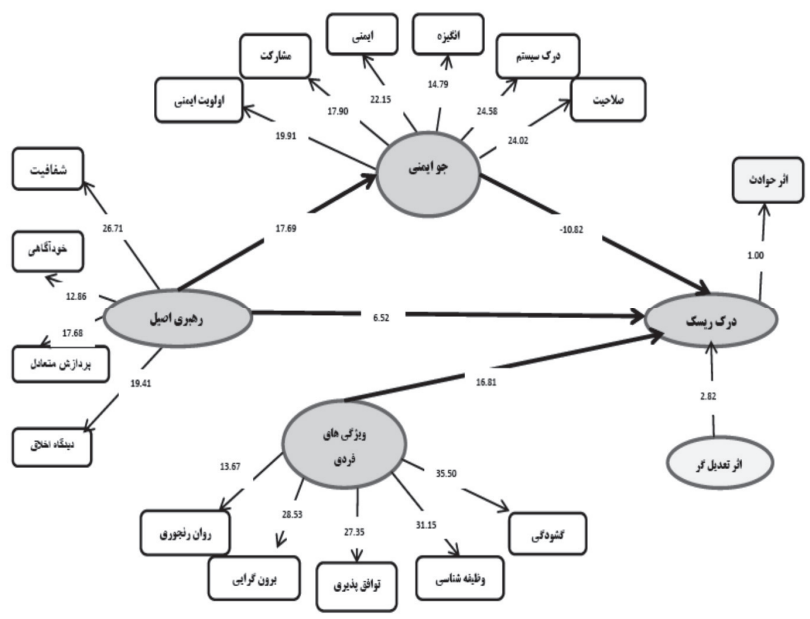 انگیزه
ایمنی
درک سیستم
مشارکت
صلاحیت
اولویت ایمنی
14.79
22.15
24.58
17.90
24.02
19.91
جو ایمنی
شفافیت
اثر حوادث
26.71
17.69
-10.82
خودآگاهی
1.00
12.86
رهبری اصیل
6.52
درک ریسک
17.68
پردازش متعادل
19.41
16.81
2.82
دیدگاه اخلاق
ویژگی های
فردی
اثر تعدیل گر
13.67
35.50
28.53
27.35
31.15
روان رنجوری
گشودگی
برون گرایی
توافق پذیری
وظیفه شناسی